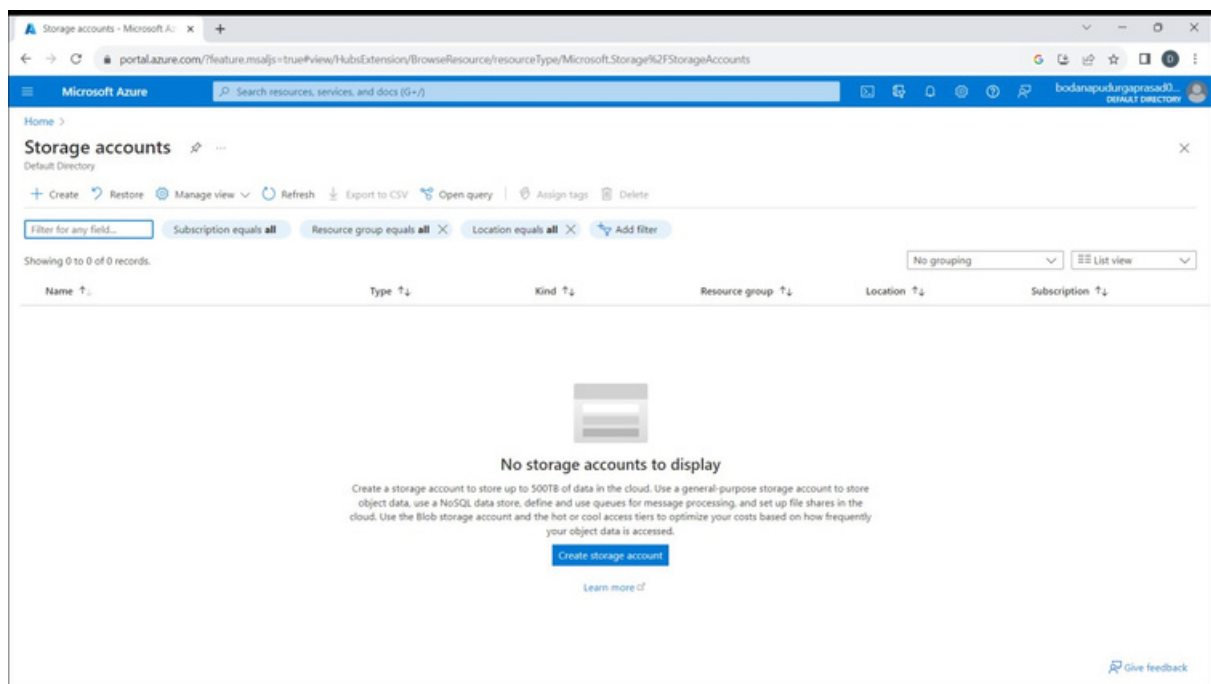 Storage accounts - Microsoft Az
portal.azure.com/?feature.msaljs=true#view/HubsExtension/BrowseResource/resourceType/Microsoft.Storage%2FStorageAccounts
D
Microsoft Azure
Search resources, services, and docs (G+/)
bodanapudurgaprasad0...
DEFAULT DIRECTORY
Home >
Storage accounts ...
Default Directory
+ Create Restore Manage view Refresh Export to CSV Open query Assign tags Delete
Filter for any field... Subscription equals all Resource group equals all Location equals all Add filter
Showing 0 to 0 of 0 records. No grouping List view
Name Type Kind Resource group Location Subscription
No storage accounts to display
Create a storage account to store up to 500TB of data in the cloud. Use a general-purpose storage account to store
object data, use a NoSQL data store, define and use queues for message processing, and set up file shares in the
cloud. Use the Blob storage account and the hot or cool access tiers to optimize your costs based on how frequently
your object data is accessed.
Create storage account
Learn more
Give feedback